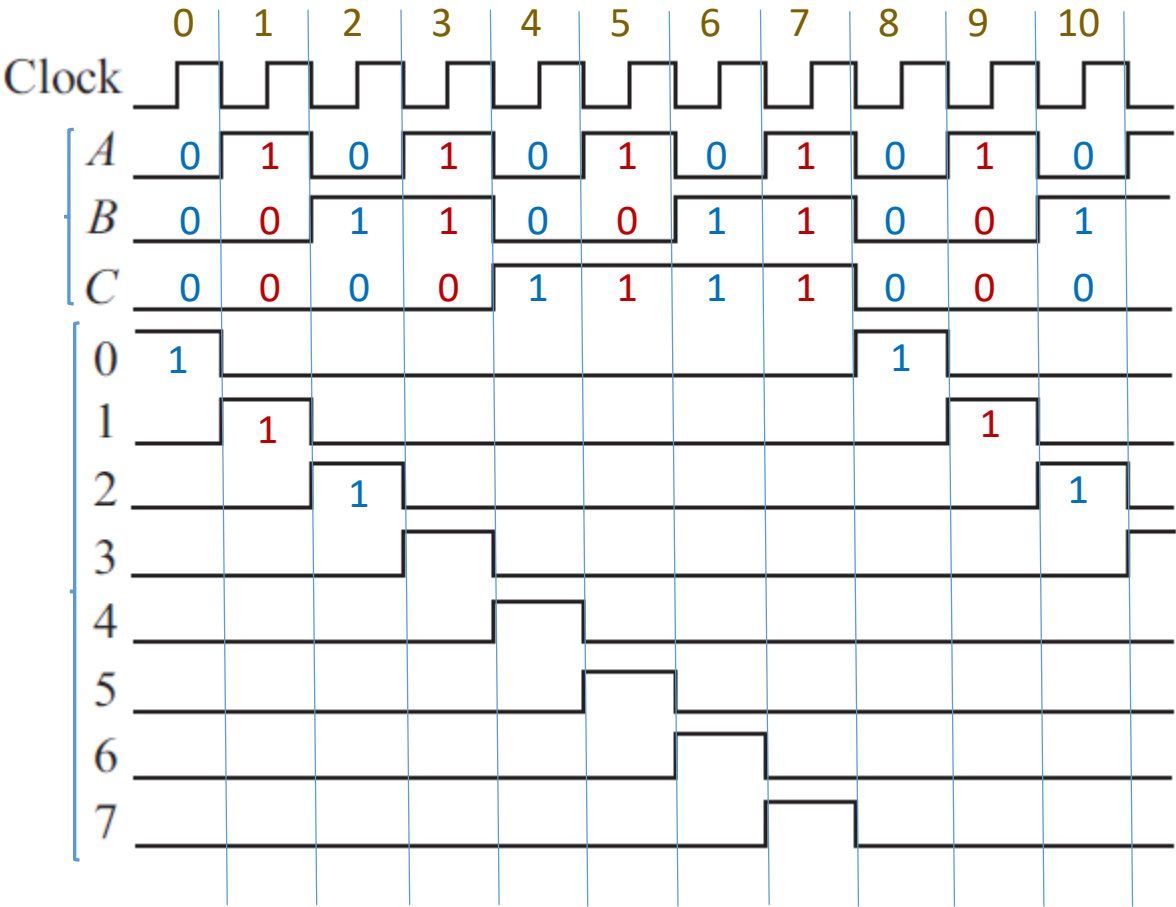 0 1 2 3 4 5 6 7 8 9 10
Clock
A 0 1 0 1 0 1 0 1 0 1 0
B 0 0 1 1 0 0 1 1 0 0 1
C 0 0 0 0 1 1 1 1 0 0 0
0 1 1
1 1 1
2 1 1
3
4
5
6
7